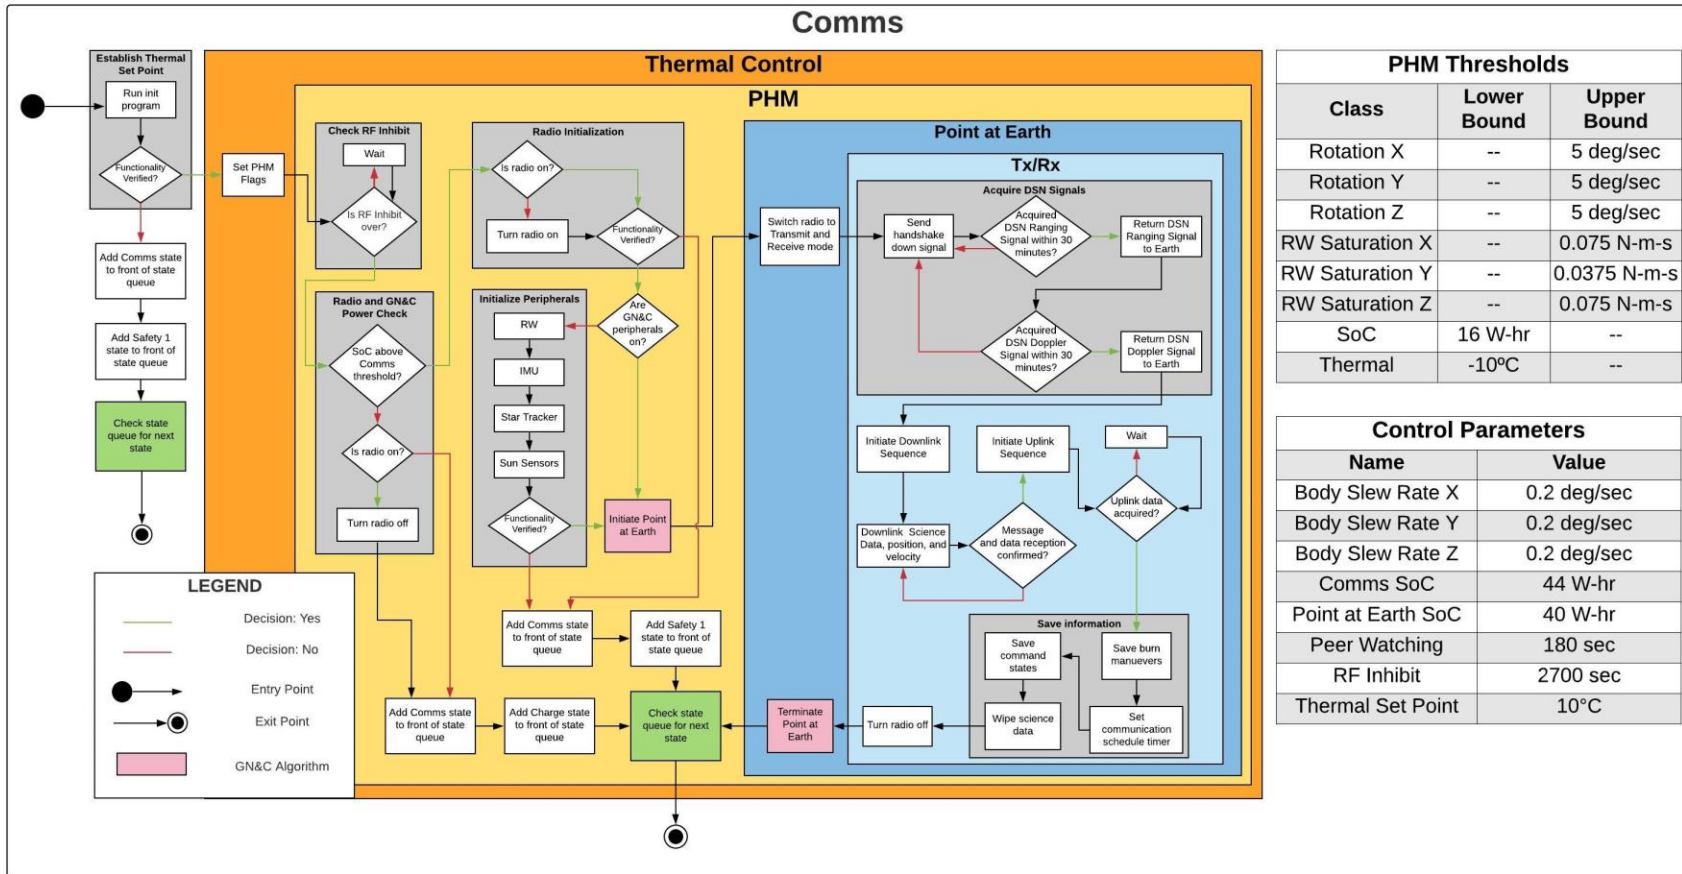 Comms
Establish Thermal
Set Point
Run init
program
Functionality
Verified?
Add Comms state
to front of state
queue
Add Safety 1
state to front of
state queue
Check state
queue for next
state
Thermal Control
Set PHM
Flags
PHM
Check RF Inhibit
Wait
Is RF Inhibit
over?
Radio and GN&C
Power Check
SoC above
Comms
threshold?
Is radio on?
Turn radio off
Radio Initialization
Is radio on?
Turn radio on
Functionality
Verified?
Are
GN&C
peripherals
on?
Initialize Peripherals
RW
IMU
Star Tracker
Sun Sensors
Functionality
Verified?
Initiate Point
at Earth
Add Comms state
to front of state
queue
Add Safety 1
state to front of
state queue
Add Comms state
to front of state
queue
Add Charge state
to front of state
queue
Check state
queue for next
state
Point at Earth
Switch radio to
Transmit and
Receive mode
Tx/Rx
Acquire DSN Signals
Send
handshake
down signal
Acquired
DSN Ranging
Signal within 30
minutes?
Return DSN
Ranging Signal
to Earth
Acquired
DSN Doppler
Signal within 30
minutes?
Return DSN
Doppler Signal
to Earth
Initiate Downlink
Sequence
Initiate Uplink
Sequence
Wait
Uplink data
acquired?
Downlink Science
Data, position, and
velocity
Message
and data reception
confirmed?
Save information
Save
command
states
Save burn
manuevers
Wipe science
data
Set
communication
schedule timer
Turn radio off
Terminate
Point at
Earth
LEGEND
Decision: Yes
Decision: No
Entry Point
Exit Point
GN&C Algorithm
PHM Thresholds
Class Lower Bound Upper Bound
Rotation X -- 5 deg/sec
Rotation Y -- 5 deg/sec
Rotation Z -- 5 deg/sec
RW Saturation X -- 0.075 N-m-s
RW Saturation Y -- 0.0375 N-m-s
RW Saturation Z -- 0.075 N-m-s
SoC 16 W-hr --
Thermal -10ºC --
Control Parameters
Name Value
Body Slew Rate X 0.2 deg/sec
Body Slew Rate Y 0.2 deg/sec
Body Slew Rate Z 0.2 deg/sec
Comms SoC 44 W-hr
Point at Earth SoC 40 W-hr
Peer Watching 180 sec
RF Inhibit 2700 sec
Thermal Set Point 10°C